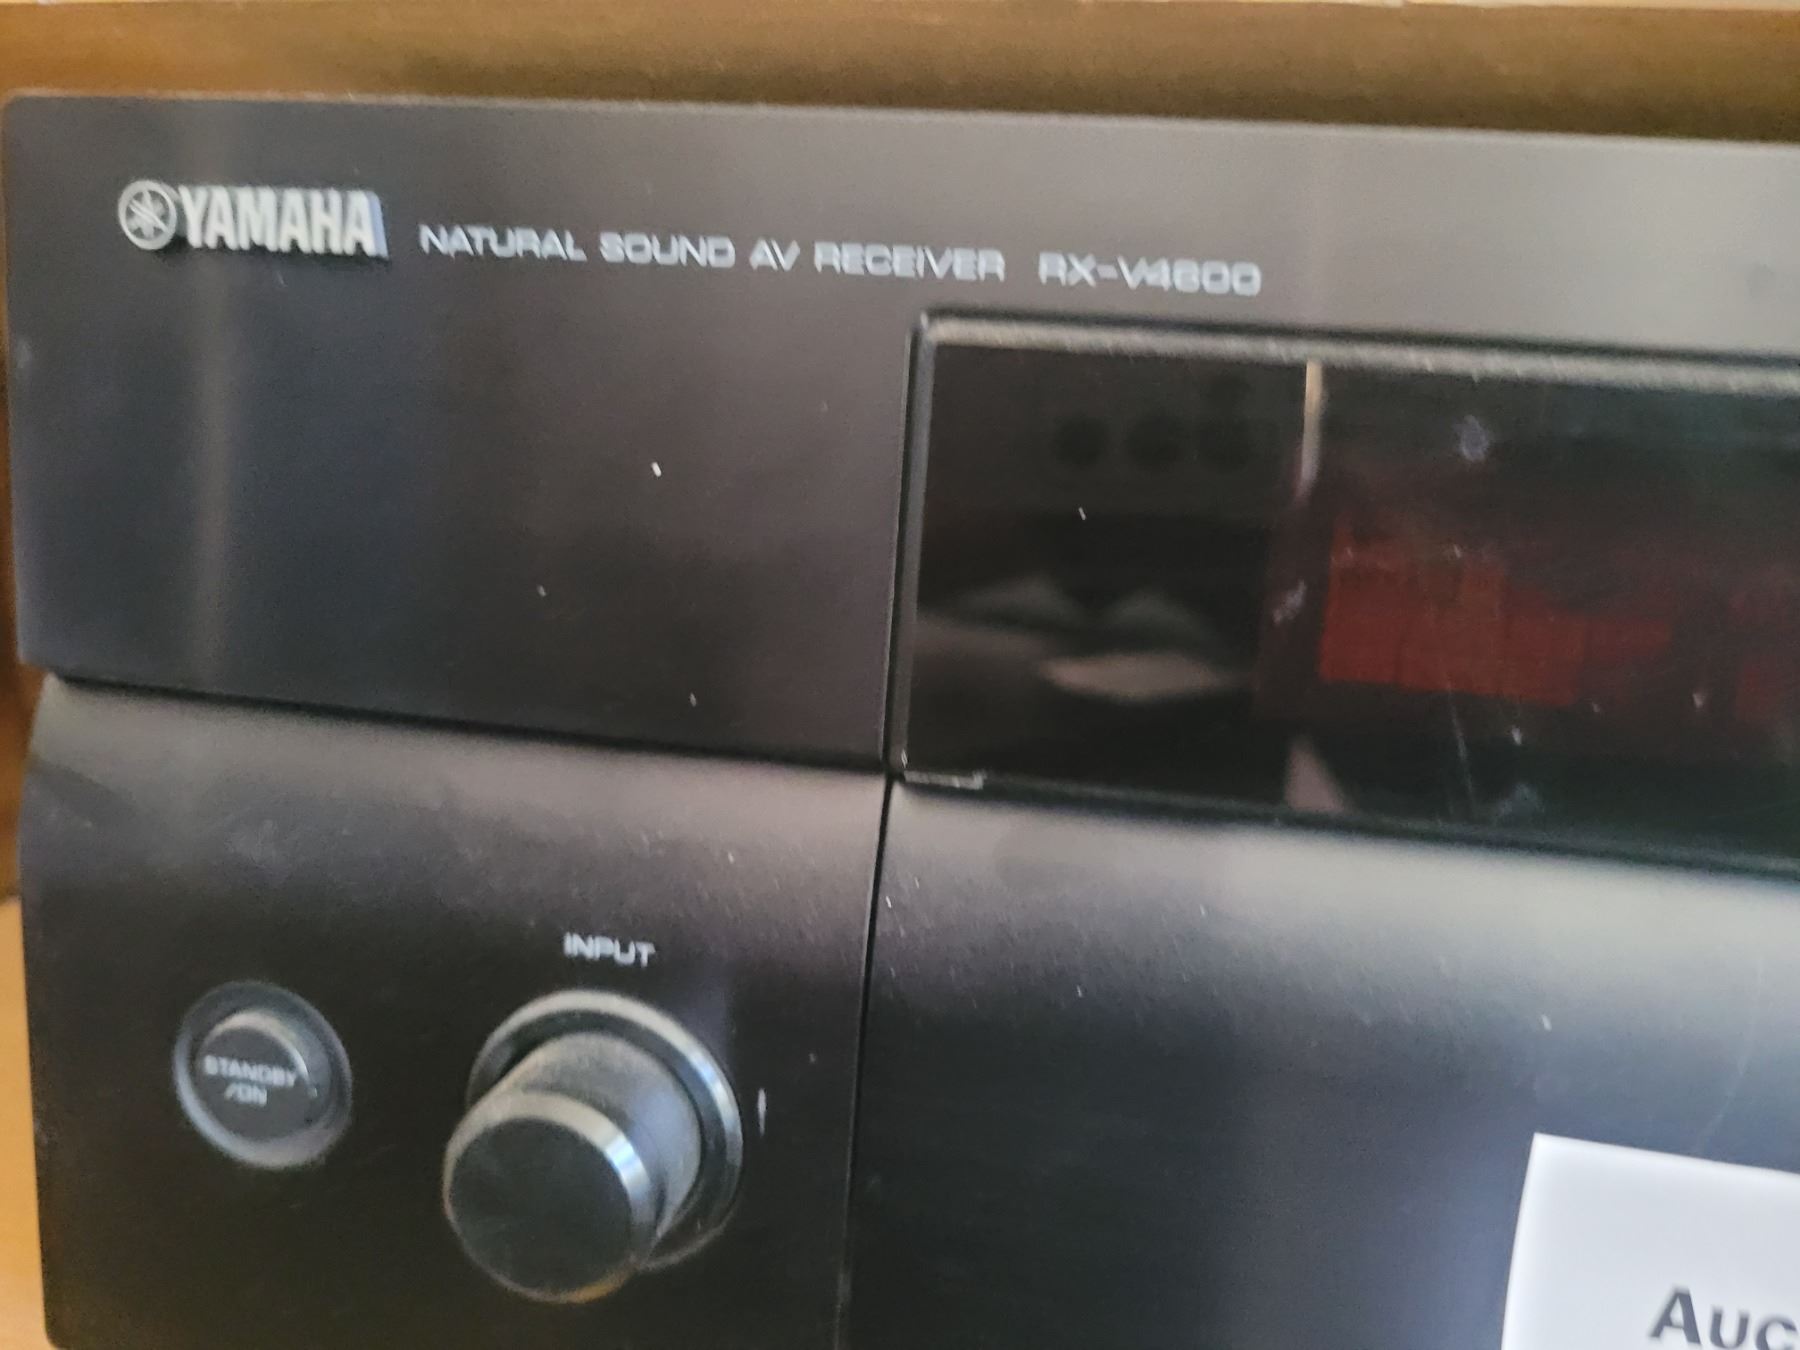 YAMAHA NATURAL SOUND AV RECEIVER RX-V4600
INPUT
STANDBY
/ON
Auc